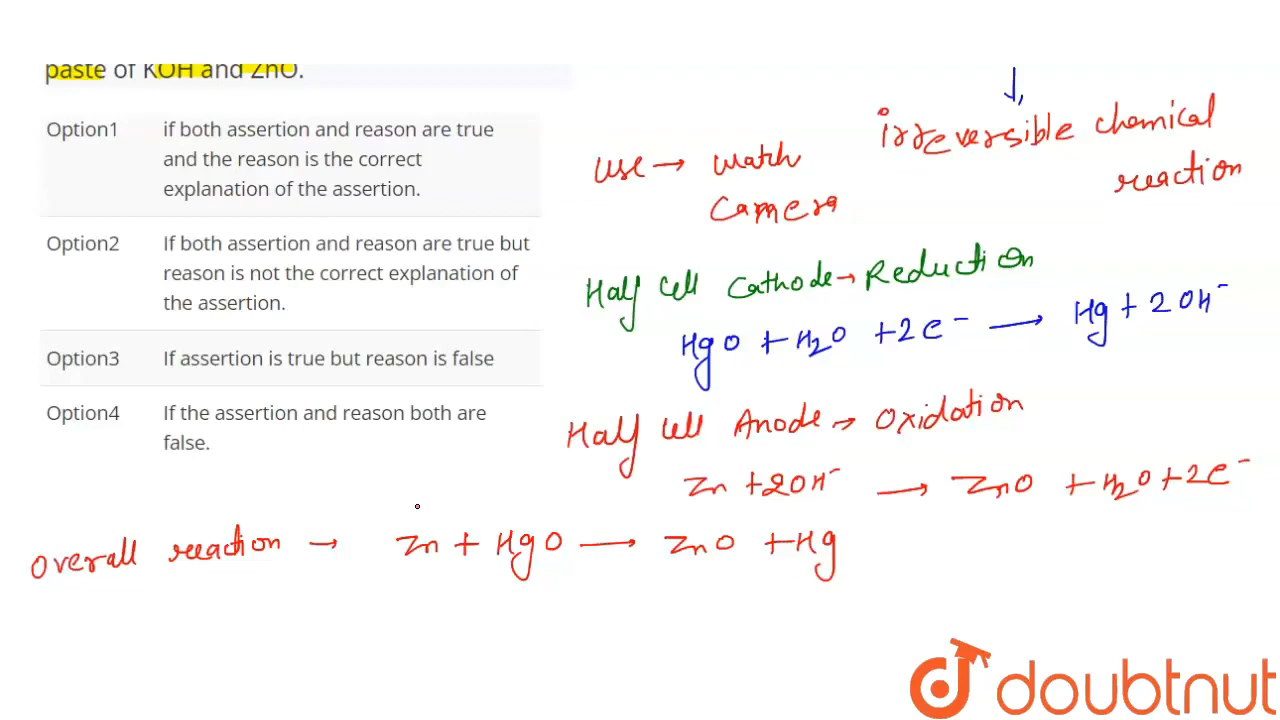 paste of KOH and ZnO.
Option1 if both assertion and reason are true
and the reason is the correct
explanation of the assertion.
Option2 If both assertion and reason are true but
reason is not the correct explanation of
the assertion.
Option3 If assertion is true but reason is false
Option4 If the assertion and reason both are
false.
irreversible chemical
reaction
use → watch
camera
Half cell Cathode → Reduction
HgO + H2O + 2e⁻ → Hg + 2OH⁻
Half cell Anode → Oxidation
Zn + 2OH⁻ → ZnO + H2O + 2e⁻
Overall reaction → Zn + HgO → ZnO + Hg
doubtnut